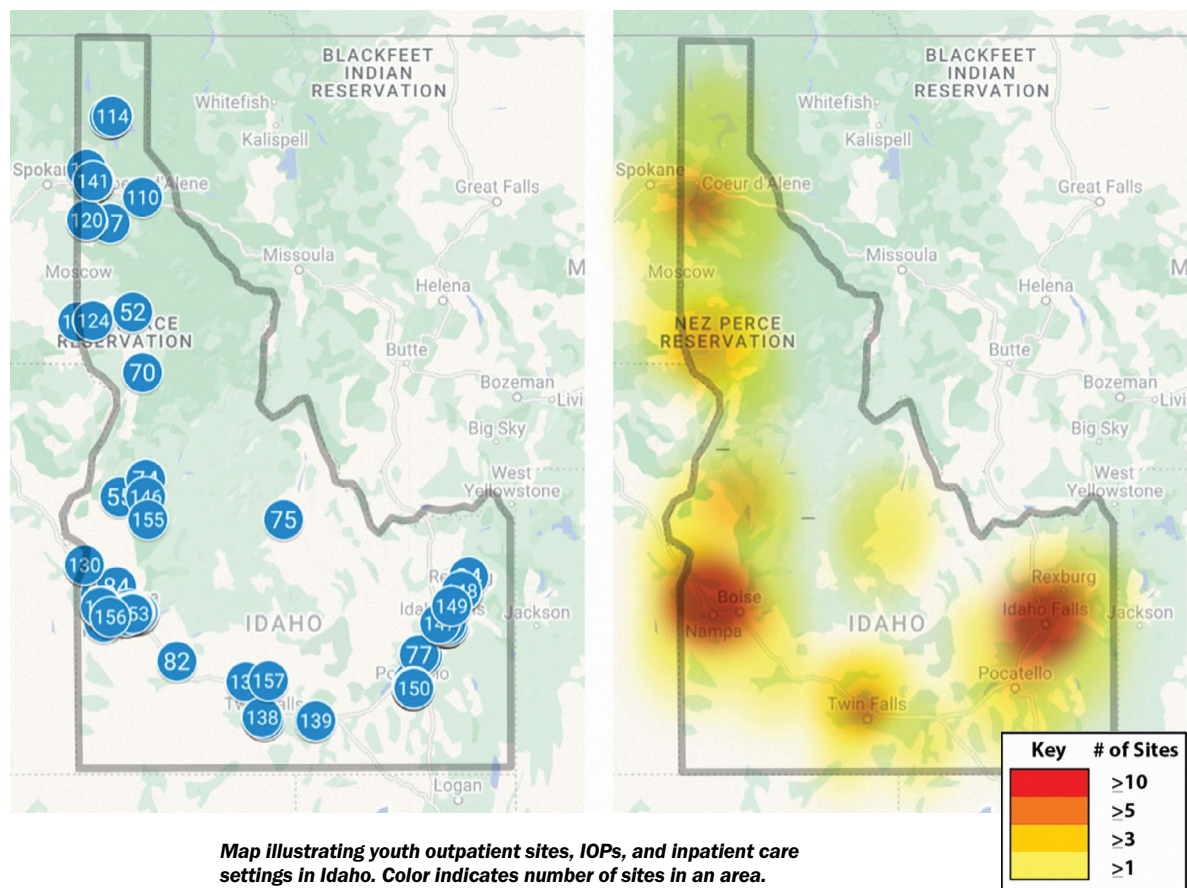 BLACKFEET
INDIAN
RESERVATION
Whitefish
Kalispell
114
141
110
120
Great Falls
Missoula
Moscow
Helena
124
52
RESERVATION
70
Butte
Bozeman
Big Sky
West
Yellowstone
146
155
75
130
84
156
53
IDAHO
149
Jackson
82
77
157
150
138
139
Logan
BLACKFEET
INDIAN
RESERVATION
Whitefish
Kalispell
Spokane
Coeur d'Alene
Great Falls
Missoula
Moscow
Helena
NEZ PERCE
RESERVATION
Butte
Bozeman
Big Sky
West
Yellowstone
Rexburg
Boise
Idaho Falls
Jackson
Nampa
IDAHO
Pocatello
Twin Falls
Key # of Sites
≥10
≥5
≥3
≥1
Map illustrating youth outpatient sites, IOPs, and inpatient care
settings in Idaho. Color indicates number of sites in an area.